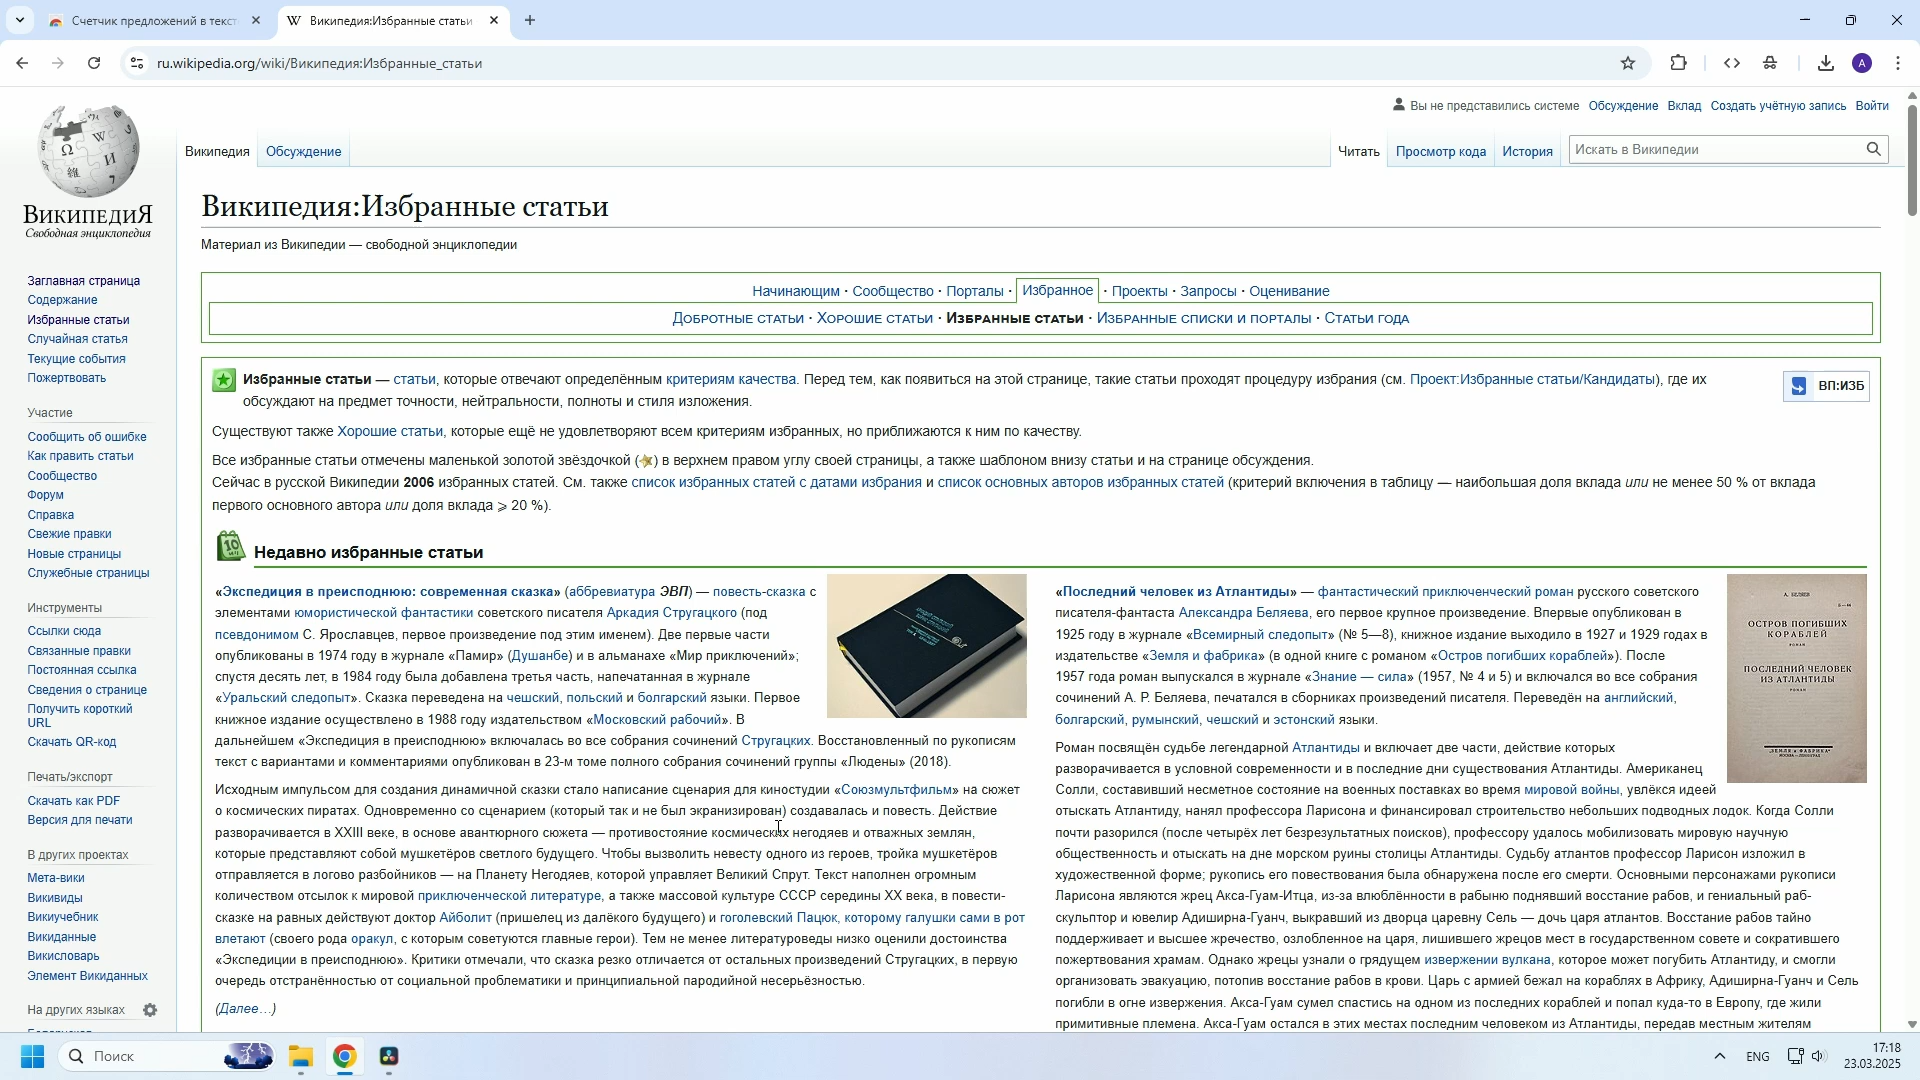 Счетчик предложений в текст
Википедия:Избранные статьи
ru.wikipedia.org/wiki/Википедия:Избранные_статьи
A
Вы не представились системе Обсуждение Вклад Создать учётную запись Войти
ВикипедиЯ
Свободная энциклопедия
Википедия Обсуждение Читать Просмотр кода История Искать в Википедии
Википедия:Избранные статьи
Материал из Википедии — свободной энциклопедии
Заглавная страница
Содержание
Избранные статьи
Случайная статья
Текущие события
Пожертвовать
Участие
Сообщить об ошибке
Как править статьи
Сообщество
Форум
Справка
Свежие правки
Новые страницы
Служебные страницы
Инструменты
Ссылки сюда
Связанные правки
Постоянная ссылка
Сведения о странице
Получить короткий
URL
Скачать QR-код
Печать/экспорт
Скачать как PDF
Версия для печати
В других проектах
Мета-вики
Викивиды
Викиучебник
Викиданные
Викисловарь
Элемент Викиданных
На других языках
Начинающим · Сообщество · Порталы · Избранное · Проекты · Запросы · Оценивание
Добротные статьи · Хорошие статьи · Избранные статьи · Избранные списки и порталы · Статьи года
Избранные статьи — статьи, которые отвечают определённым критериям качества. Перед тем, как появиться на этой странице, такие статьи проходят процедуру избрания (см. Проект:Избранные статьи/Кандидаты), где их
обсуждают на предмет точности, нейтральности, полноты и стиля изложения.
ВП:ИЗБ
Существуют также Хорошие статьи, которые ещё не удовлетворяют всем критериям избранных, но приближаются к ним по качеству.
Все избранные статьи отмечены маленькой золотой звёздочкой () в верхнем правом углу своей страницы, а также шаблоном внизу статьи и на странице обсуждения.
Сейчас в русской Википедии 2006 избранных статей. См. также список избранных статей с датами избрания и список основных авторов избранных статей (критерий включения в таблицу — наибольшая доля вклада или не менее 50 % от вклада
первого основного автора или доля вклада ⩾ 20 %).
10
Недавно избранные статьи
«Экспедиция в преисподнюю: современная сказка» (аббревиатура ЭВП) — повесть-сказка с
элементами юмористической фантастики советского писателя Аркадия Стругацкого (под
псевдонимом С. Ярославцев, первое произведение под этим именем). Две первые части
опубликованы в 1974 году в журнале «Памир» (Душанбе) и в альманахе «Мир приключений»;
спустя десять лет, в 1984 году была добавлена третья часть, напечатанная в журнале
«Уральский следопыт». Сказка переведена на чешский, польский и болгарский языки. Первое
книжное издание осуществлено в 1988 году издательством «Московский рабочий». В
дальнейшем «Экспедиция в преисподнюю» включалась во все собрания сочинений Стругацких. Восстановленный по рукописям
текст с вариантами и комментариями опубликован в 23-м томе полного собрания сочинений группы «Людены» (2018).
Исходным импульсом для создания динамичной сказки стало написание сценария для киностудии «Союзмультфильм» на сюжет
о космических пиратах. Одновременно со сценарием (который так и не был экранизирован) создавалась и повесть. Действие
разворачивается в XXIII веке, в основе авантюрного сюжета — противостояние космических негодяев и отважных землян,
которые представляют собой мушкетёров светлого будущего. Чтобы вызволить невесту одного из героев, тройка мушкетёров
отправляется в логово разбойников — на Планету Негодяев, которой управляет Великий Спрут. Текст наполнен огромным
количеством отсылок к мировой приключенческой литературе, а также массовой культуре СССР середины XX века, в повести-
сказке на равных действуют доктор Айболит (пришелец из далёкого будущего) и гоголевский Пацюк, которому галушки сами в рот
влетают (своего рода оракул, с которым советуются главные герои). Тем не менее литературоведы низко оценили достоинства
«Экспедиции в преисподнюю». Критики отмечали, что сказка резко отличается от остальных произведений Стругацких, в первую
очередь отстранённостью от социальной проблематики и принципиальной пародийной несерьёзностью.
(Далее…)
«Последний человек из Атлантиды» — фантастический приключенческий роман русского советского
писателя-фантаста Александра Беляева, его первое крупное произведение. Впервые опубликован в
1925 году в журнале «Всемирный следопыт» (№ 5—8), книжное издание выходило в 1927 и 1929 годах в
издательстве «Земля и фабрика» (в одной книге с романом «Остров погибших кораблей»). После
1957 года роман выпускался в журнале «Знание — сила» (1957, № 4 и 5) и включался во все собрания
сочинений А. Р. Беляева, печатался в сборниках произведений писателя. Переведён на английский,
болгарский, румынский, чешский и эстонский языки.
Роман посвящён судьбе легендарной Атлантиды и включает две части, действие которых
разворачивается в условной современности и в последние дни существования Атлантиды. Американец
Солли, составивший несметное состояние на военных поставках во время мировой войны, увлёкся идеей
отыскать Атлантиду, нанял профессора Ларисона и финансировал строительство небольших подводных лодок. Когда Солли
почти разорился (после четырёх лет безрезультатных поисков), профессору удалось мобилизовать мировую научную
общественность и отыскать на дне морском руины столицы Атлантиды. Судьбу атлантов профессор Ларисон изложил в
художественной форме; рукопись его повествования была обнаружена после его смерти. Основными персонажами рукописи
Ларисона являются жрец Акса-Гуам-Итца, из-за влюблённости в рабыню поднявший восстание рабов, и гениальный раб-
скульптор и ювелир Адиширна-Гуанч, выкравший из дворца царевну Сель — дочь царя атлантов. Восстание рабов тайно
поддерживает и высшее жречество, озлобленное на царя, лишившего жрецов мест в государственном совете и сократившего
пожертвования храмам. Однако жрецы узнали о грядущем извержении вулкана, которое может погубить Атлантиду, и смогли
организовать эвакуацию, потопив восстание рабов в крови. Царь с армией бежал на кораблях в Африку, Адиширна-Гуанч и Сель
погибли в огне извержения. Акса-Гуам сумел спастись на одном из последних кораблей и попал куда-то в Европу, где жили
примитивные племена. Акса-Гуам остался в этих местах последним человеком из Атлантиды, передав местным жителям
А. БЕЛЯЕВ
ОСТРОВ ПОГИБШИХ
КОРАБЛЕЙ
РОМАН
ПОСЛЕДНИЙ ЧЕЛОВЕК
ИЗ АТЛАНТИДЫ
РОМАН
„ЗЕМЛЯ и ФАБРИКА"
Поиск
ENG
17:18
23.03.2025